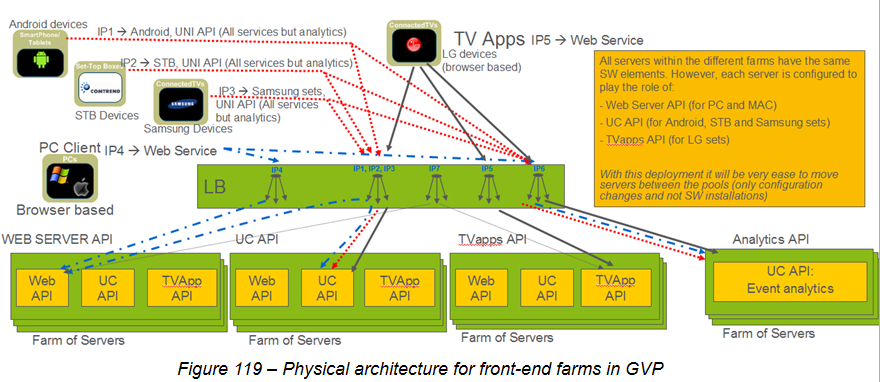 Android devices
SmartPhone/
Tablets
IP1 → Android, UNI API (All services but analytics)
ConnectedTVs
LG devices
(browser based)
TV Apps IP5 → Web Service
IP2 → STB, UNI API (All services but analytics)
Set-Top Boxes
COMTREND
STB Devices
ConnectedTVs
SAMSUNG
Samsung Devices
IP3 → Samsung sets,
UNI API (All services
but analytics)
All servers within the different farms have the same
SW elements. However, each server is configured to
play the role of:
- Web Server API (for PC and MAC)
- UC API (for Android, STB and Samsung sets)
- TVapps API (for LG sets)
With this deployment it will be very ease to move
servers between the pools (only configuration
changes and not SW installations)
PC Client IP4 → Web Service
PCs
Browser based
LB
IP4
IP1, IP2, IP3
IP7
IP5
IP6
WEB SERVER API
UC API
TVapps API
Analytics API
Web
API
UC
API
TVApp
API
Web
API
UC
API
TVApp
API
Web
API
UC
API
TVApp
API
UC API:
Event analytics
Farm of Servers
Farm of Servers
Farm of Servers
Farm of Servers
Figure 119 – Physical architecture for front-end farms in GVP